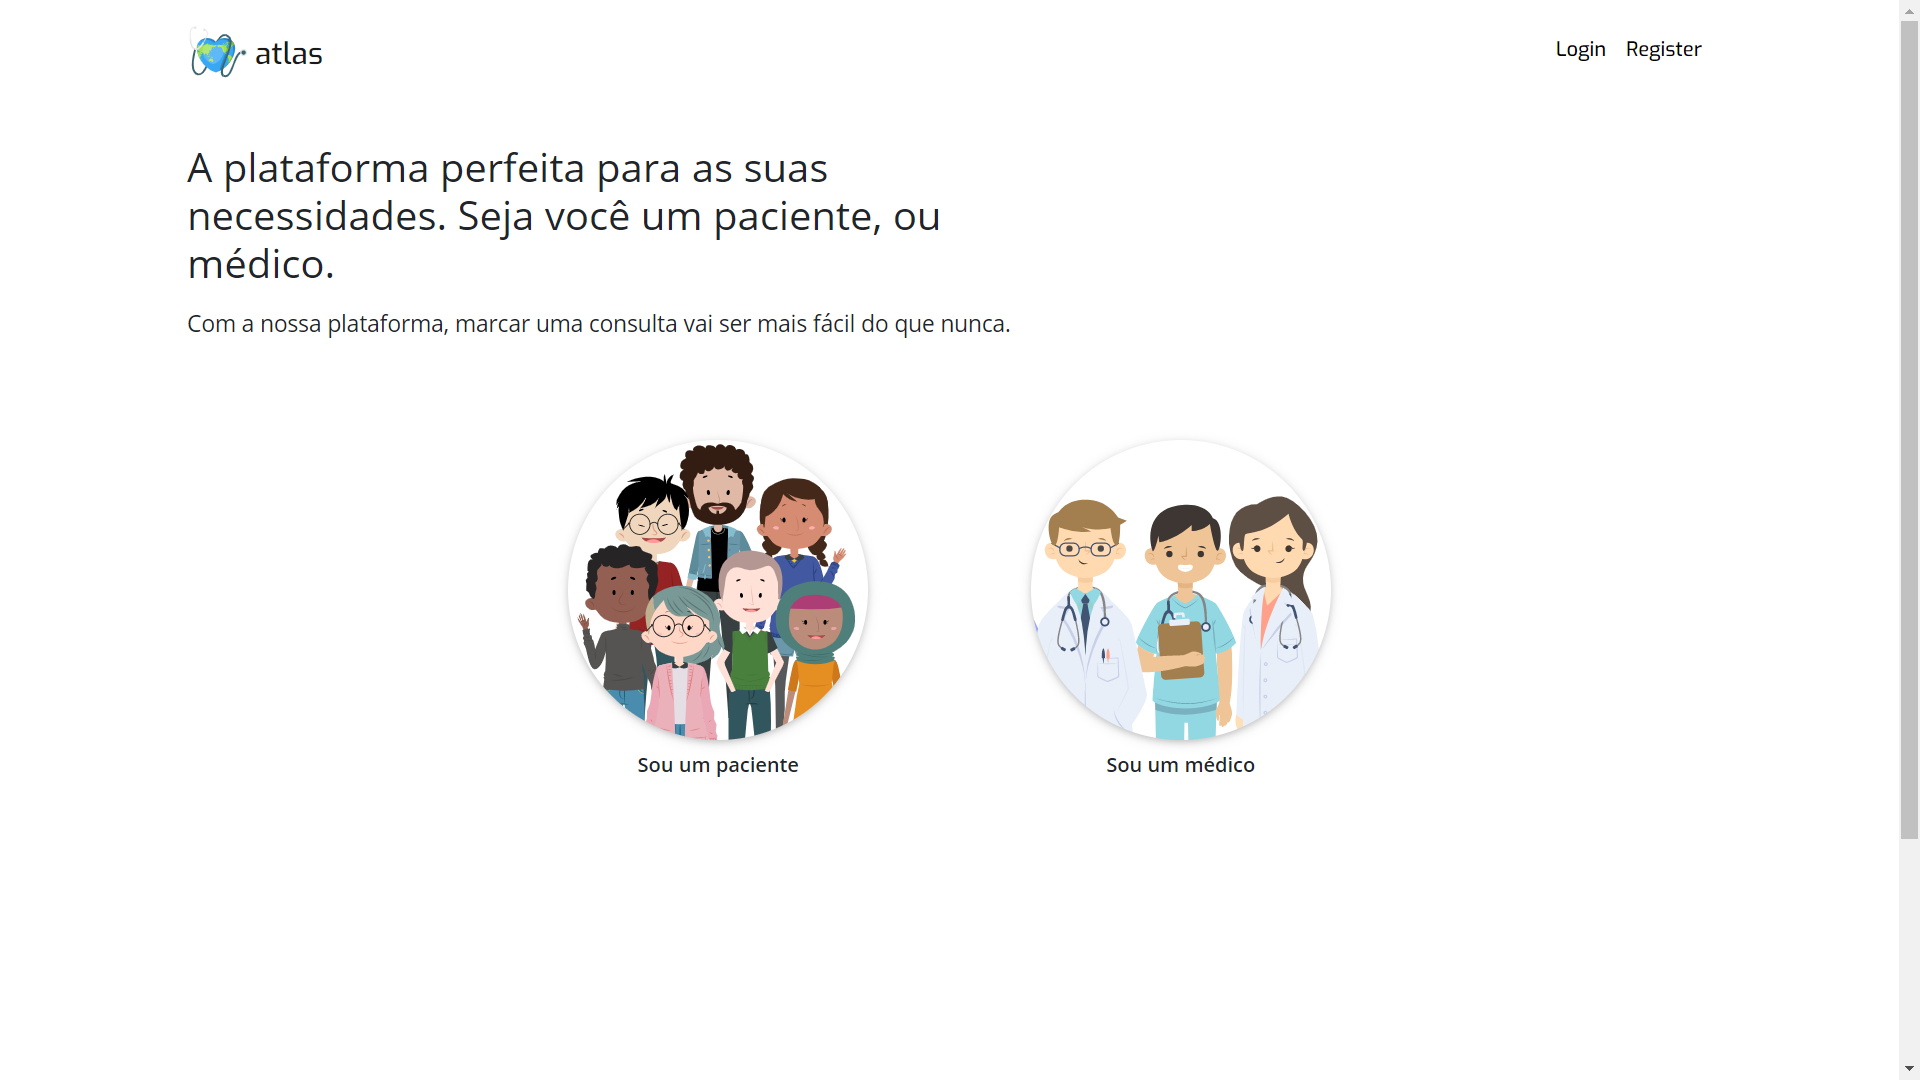 atlas
Login Register
A plataforma perfeita para as suas
necessidades. Seja você um paciente, ou
médico.
Com a nossa plataforma, marcar uma consulta vai ser mais fácil do que nunca.
Sou um paciente
Sou um médico